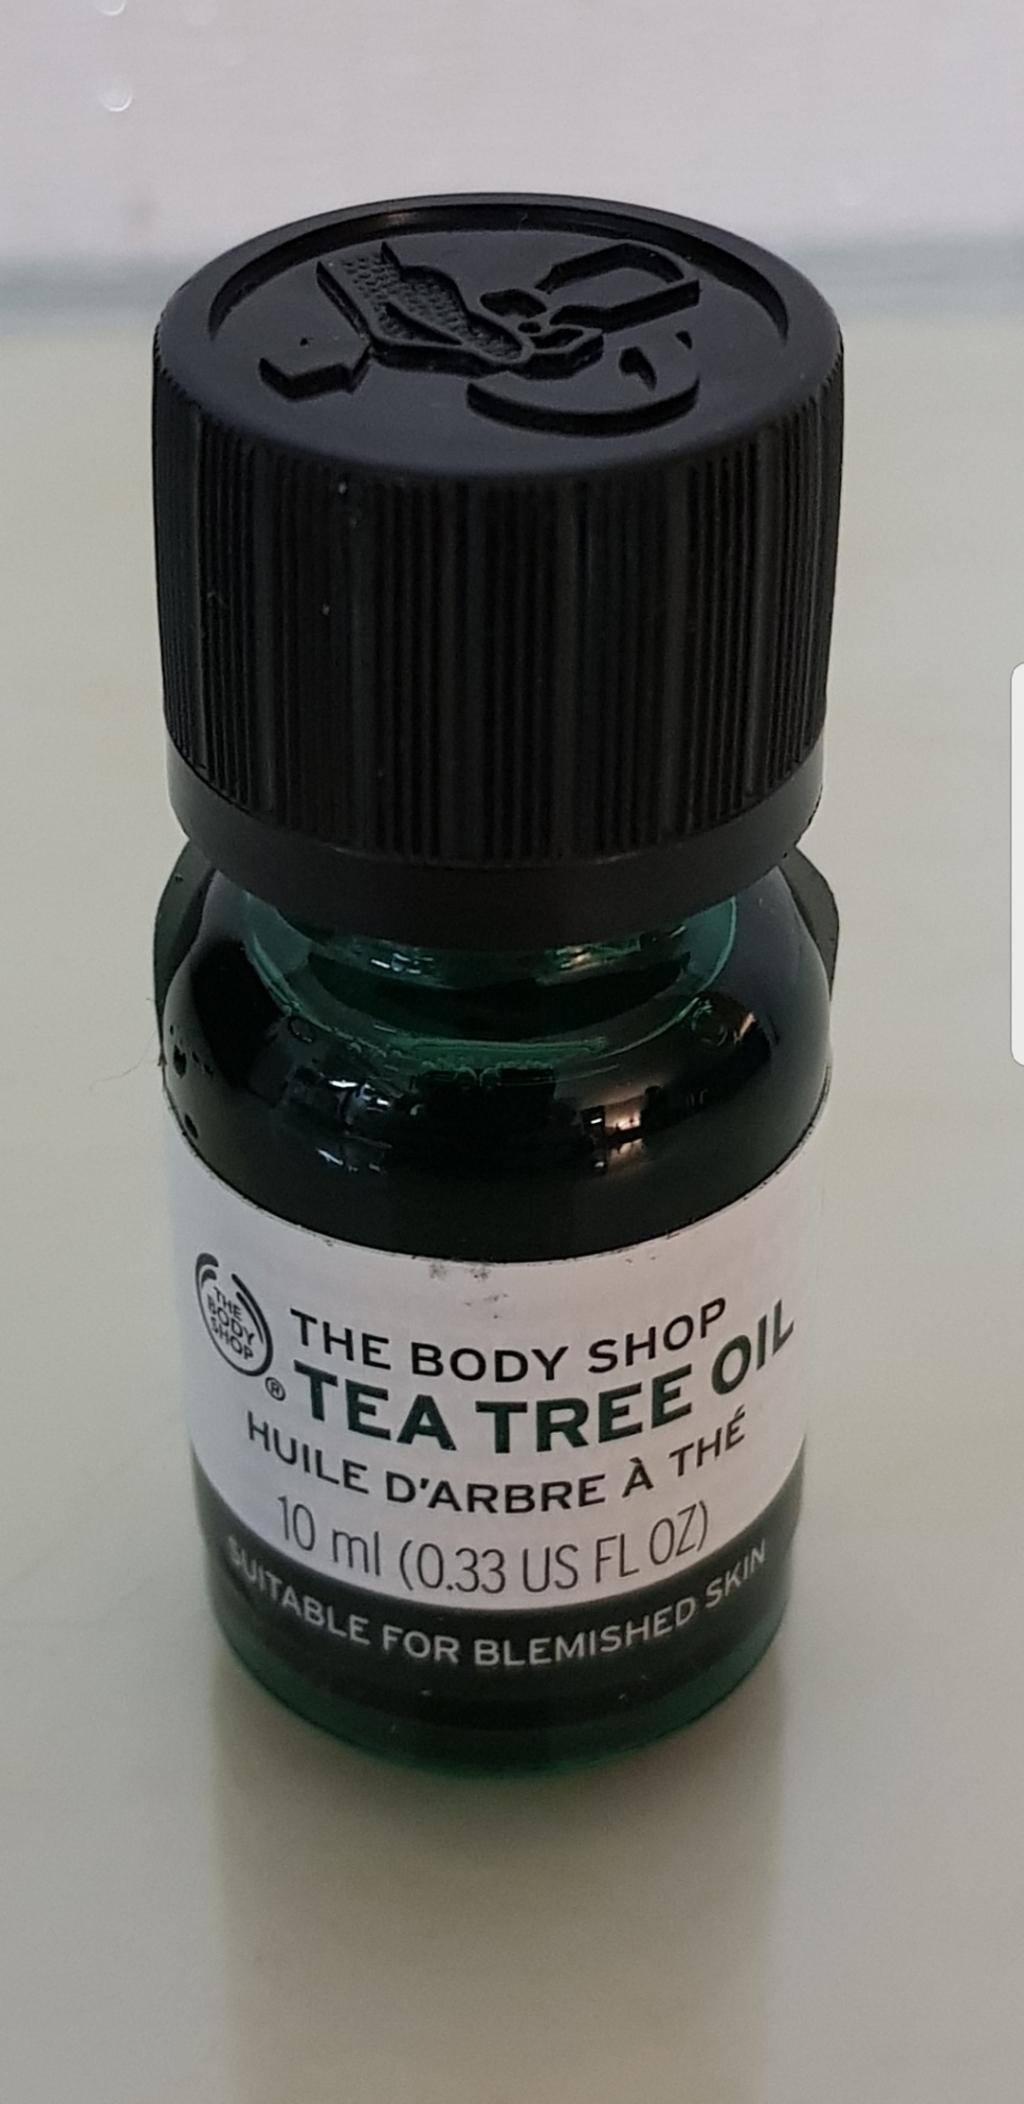 THE
BODY
SHOP
®
THE BODY SHOP
TEA TREE OIL
HUILE D'ARBRE À THÉ
10 ml (0.33 US FL OZ)
SUITABLE FOR BLEMISHED SKIN